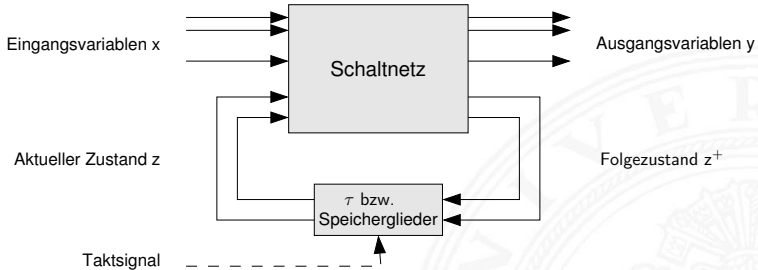 Eingangsvariablen x
Schaltnetz
Ausgangsvariablen y
Aktueller Zustand z
Folgezustand z⁺
τ bzw.
Speicherglieder
Taktsignal